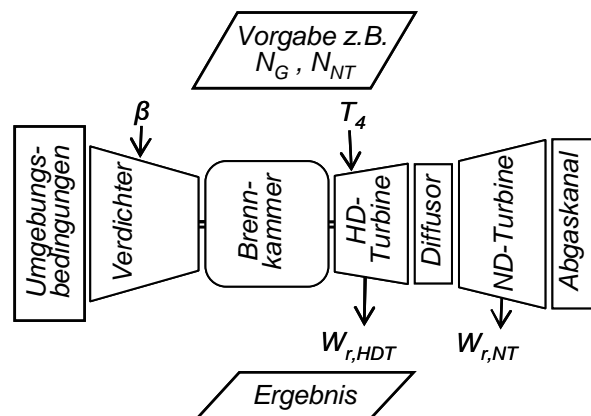 Vorgabe z.B.
N_G , N_NT
β
T_4
Umgebungs-
bedingungen
Verdichter
Brenn-
kammer
HD-
Turbine
Diffusor
ND-Turbine
Abgaskanal
W_r,HDT
W_r,NT
Ergebnis